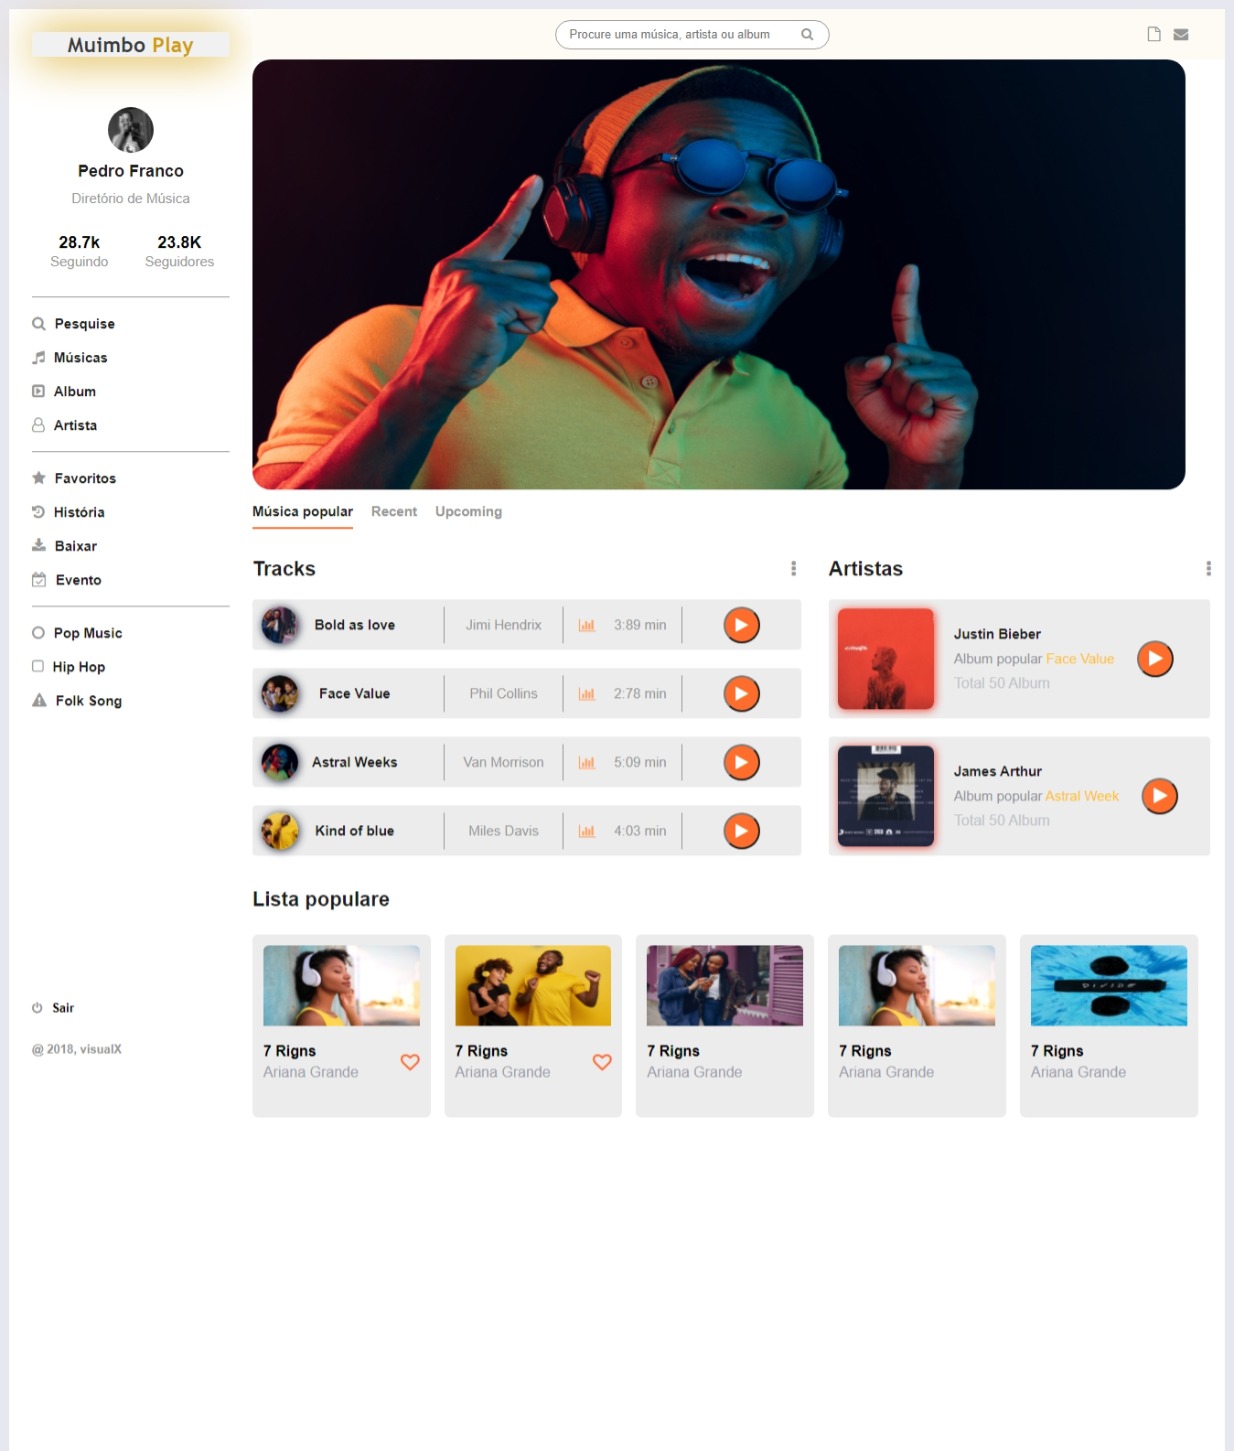 Muimbo Play
Procure uma música, artista ou album
Pedro Franco
Diretório de Música
28.7k
Seguindo
23.8K
Seguidores
Pesquise
Músicas
Album
Artista
Favoritos
História
Baixar
Evento
Pop Music
Hip Hop
Folk Song
Sair
@ 2018, visualX
Música popular
Recent
Upcoming
Tracks
Bold as love
Jimi Hendrix
3:89 min
Face Value
Phil Collins
2:78 min
Astral Weeks
Van Morrison
5:09 min
Kind of blue
Miles Davis
4:03 min
Artistas
Justin Bieber
Album popular Face Value
Total 50 Album
James Arthur
Album popular Astral Week
Total 50 Album
Lista populare
7 Rigns
Ariana Grande
7 Rigns
Ariana Grande
7 Rigns
Ariana Grande
7 Rigns
Ariana Grande
DIVIDE
7 Rigns
Ariana Grande